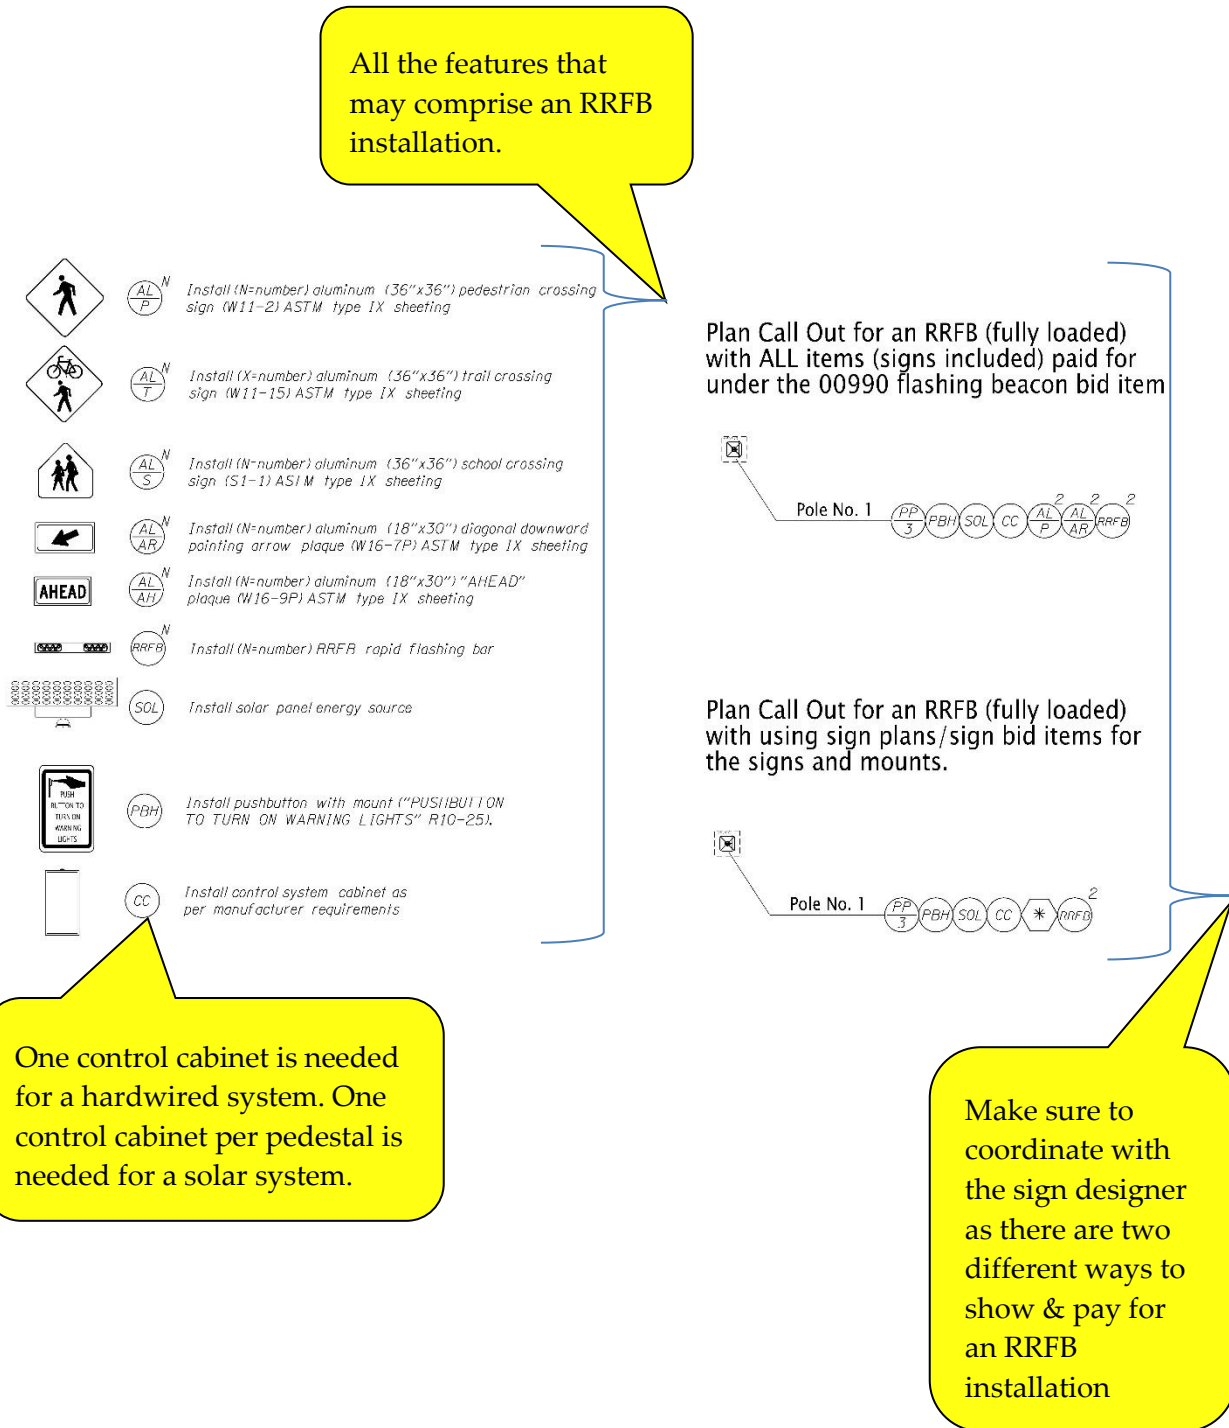 All the features that
may comprise an RRFB
installation.
AL
P
N
Install (N=number) aluminum (36"x36") pedestrian crossing
sign (W11-2) ASTM type IX sheeting
AL
T
N
Install (X=number) aluminum (36"x36") trail crossing
sign (W11-15) ASTM type IX sheeting
AL
S
N
Install (N=number) aluminum (36"x36") school crossing
sign (S1-1) ASTM type IX sheeting
AL
AR
N
Install (N=number) aluminum (18"x30") diagonal downward
pointing arrow plaque (W16-7P) ASTM type IX sheeting
AHEAD
AL
AH
N
Install (N=number) aluminum (18"x30") "AHEAD"
plaque (W16-9P) ASTM type IX sheeting
RRFB
N
Install (N=number) RRFB rapid flashing bar
SOL
Install solar panel energy source
PUSH
BUTTON TO
TURN ON
WARNING
LIGHTS
PBH
Install pushbutton with mount ("PUSHBUTTON
TO TURN ON WARNING LIGHTS" R10-25).
CC
Install control system cabinet as
per manufacturer requirements
One control cabinet is needed
for a hardwired system. One
control cabinet per pedestal is
needed for a solar system.
Plan Call Out for an RRFB (fully loaded)
with ALL items (signs included) paid for
under the 00990 flashing beacon bid item
Pole No. 1
PP
3
PBH
SOL
CC
AL
P
2
AL
AR
2
RRFB
2
Plan Call Out for an RRFB (fully loaded)
with using sign plans/sign bid items for
the signs and mounts.
Pole No. 1
PP
3
PBH
SOL
CC
*
RRFB
2
Make sure to
coordinate with
the sign designer
as there are two
different ways to
show & pay for
an RRFB
installation